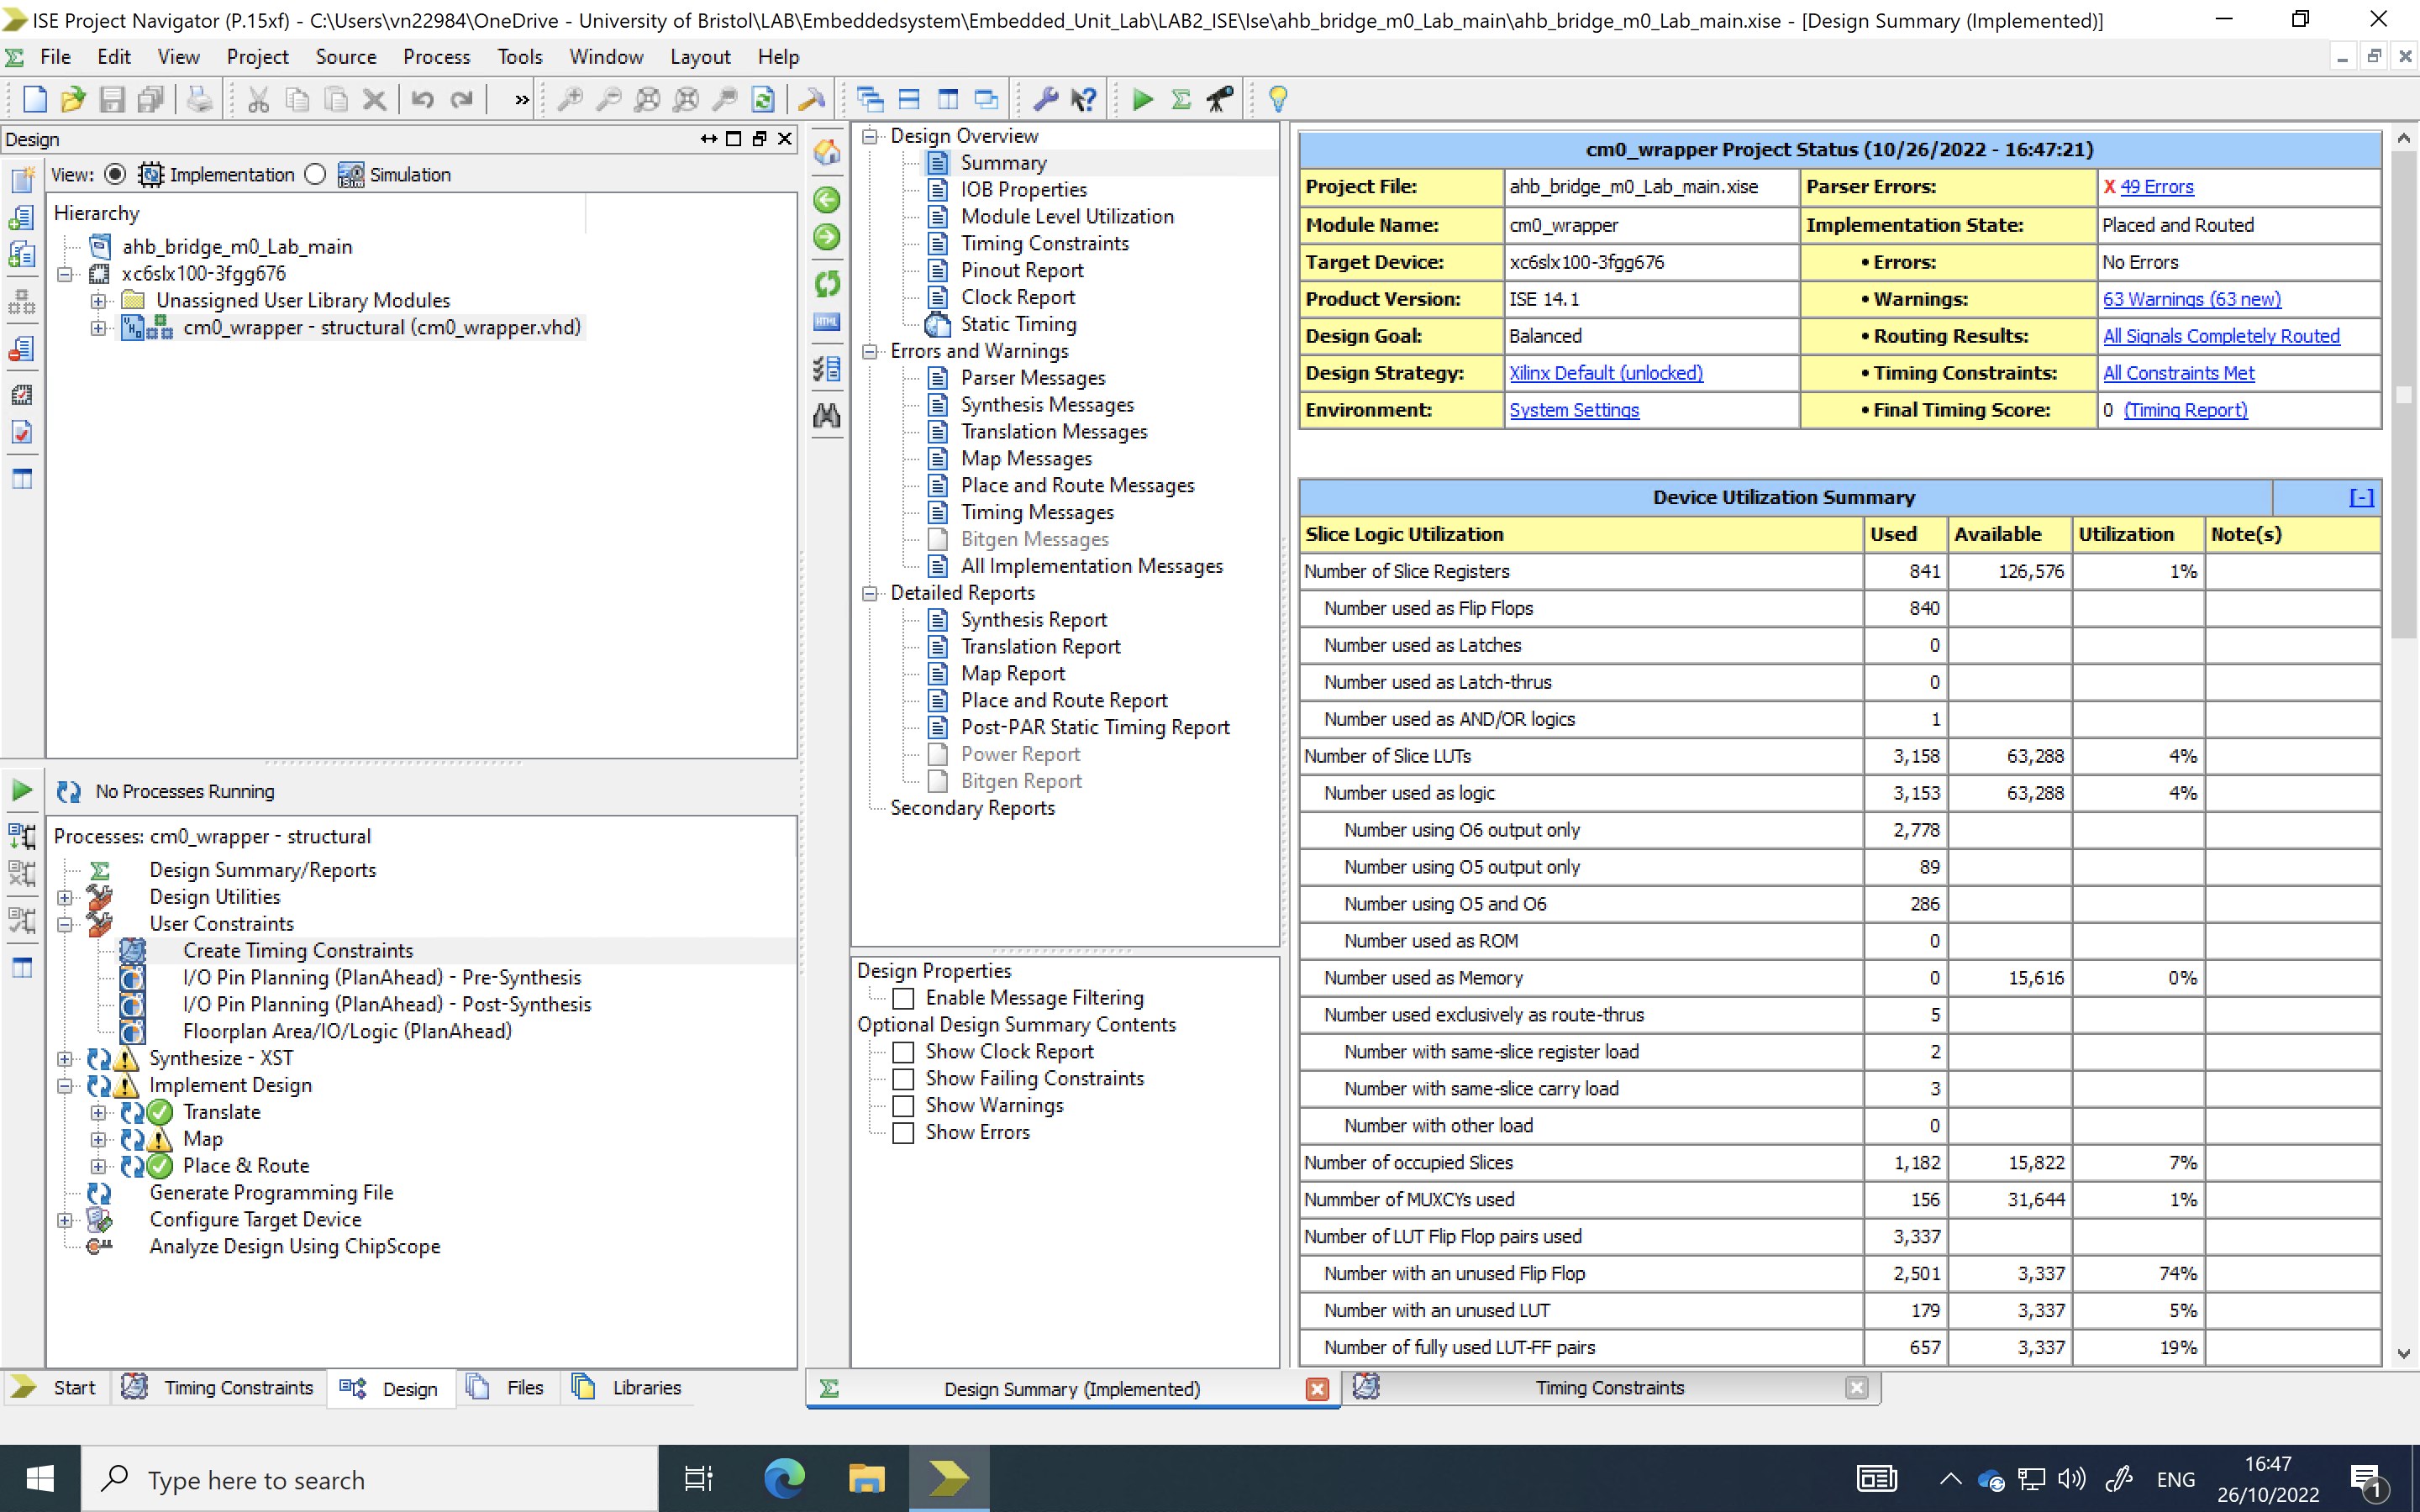 ISE Project Navigator (P.15xf) - C:\Users\vn22984\OneDrive - University of Bristol\LAB\Embeddedsystem\Embedded_Unit_Lab\LAB2_ISE\Ise\ahb_bridge_m0_Lab_main\ahb_bridge_m0_Lab_main.xise - [Design Summary (Implemented)]
File Edit View Project Source Process Tools Window Layout Help
»
Design
View: Implementation Simulation
Hierarchy
ahb_bridge_m0_Lab_main
xc6slx100-3fgg676
Unassigned User Library Modules
cm0_wrapper - structural (cm0_wrapper.vhd)
No Processes Running
Processes: cm0_wrapper - structural
Design Summary/Reports
Design Utilities
User Constraints
Create Timing Constraints
I/O Pin Planning (PlanAhead) - Pre-Synthesis
I/O Pin Planning (PlanAhead) - Post-Synthesis
Floorplan Area/IO/Logic (PlanAhead)
Synthesize - XST
Implement Design
Translate
Map
Place & Route
Generate Programming File
Configure Target Device
Analyze Design Using ChipScope
Start Timing Constraints Design Files Libraries
Design Overview
Summary
IOB Properties
Module Level Utilization
Timing Constraints
Pinout Report
Clock Report
Static Timing
Errors and Warnings
Parser Messages
Synthesis Messages
Translation Messages
Map Messages
Place and Route Messages
Timing Messages
Bitgen Messages
All Implementation Messages
Detailed Reports
Synthesis Report
Translation Report
Map Report
Place and Route Report
Post-PAR Static Timing Report
Power Report
Bitgen Report
Secondary Reports
Design Properties
Enable Message Filtering
Optional Design Summary Contents
Show Clock Report
Show Failing Constraints
Show Warnings
Show Errors
cm0_wrapper Project Status (10/26/2022 - 16:47:21)
Project File: ahb_bridge_m0_Lab_main.xise Parser Errors: X 49 Errors
Module Name: cm0_wrapper Implementation State: Placed and Routed
Target Device: xc6slx100-3fgg676 • Errors: No Errors
Product Version: ISE 14.1 • Warnings: 63 Warnings (63 new)
Design Goal: Balanced • Routing Results: All Signals Completely Routed
Design Strategy: Xilinx Default (unlocked) • Timing Constraints: All Constraints Met
Environment: System Settings • Final Timing Score: 0 (Timing Report)
Device Utilization Summary [-]
Slice Logic Utilization Used Available Utilization Note(s)
Number of Slice Registers 841 126,576 1%
Number used as Flip Flops 840
Number used as Latches 0
Number used as Latch-thrus 0
Number used as AND/OR logics 1
Number of Slice LUTs 3,158 63,288 4%
Number used as logic 3,153 63,288 4%
Number using O6 output only 2,778
Number using O5 output only 89
Number using O5 and O6 286
Number used as ROM 0
Number used as Memory 0 15,616 0%
Number used exclusively as route-thrus 5
Number with same-slice register load 2
Number with same-slice carry load 3
Number with other load 0
Number of occupied Slices 1,182 15,822 7%
Nummber of MUXCYs used 156 31,644 1%
Number of LUT Flip Flop pairs used 3,337
Number with an unused Flip Flop 2,501 3,337 74%
Number with an unused LUT 179 3,337 5%
Number of fully used LUT-FF pairs 657 3,337 19%
Design Summary (Implemented) Timing Constraints
Type here to search
ENG
16:47
26/10/2022
1